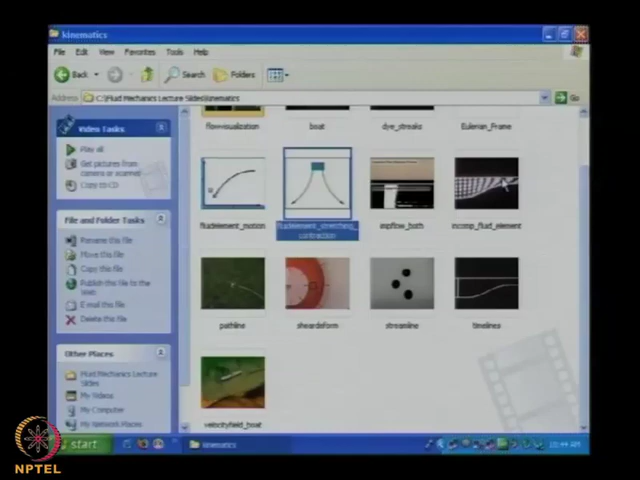 kinematics
File Edit View Favorites Tools Help
Back Search Folders
Address C:\Fluid Mechanics Lecture Slides\kinematics Go
Video Tasks
Play all
Get pictures from camera or scanner
Copy to CD
File and Folder Tasks
Rename this file
Move this file
Copy this file
Publish this file to the Web
E-mail this file
Delete this file
Other Places
Fluid Mechanics Lecture Slides
My Videos
My Computer
My Network Places
flowvisualization boat dye_streaks Eulerian_Frame
fluidelement_motion fluidelement_stretching_contraction impflow_both incomp_fluid_element
pathline sheardeform streamline timelines
velocityfield_boat
start kinematics 10:44 AM
NPTEL